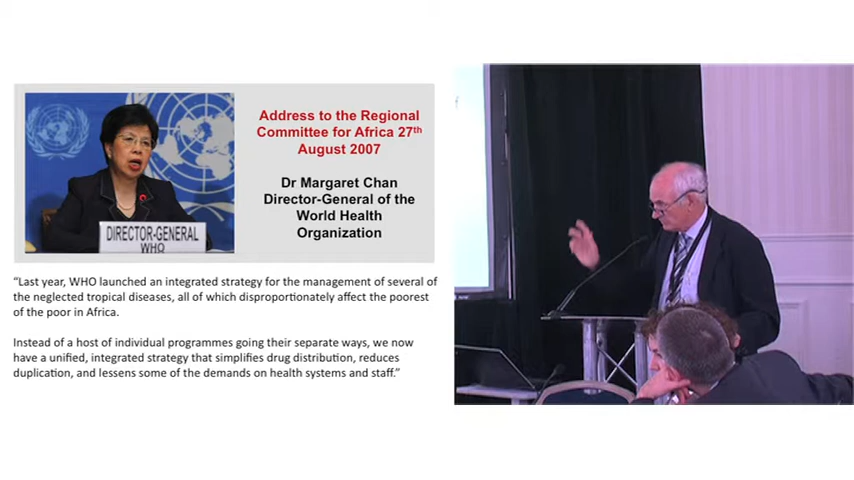 Address to the Regional
Committee for Africa 27th
August 2007
Dr Margaret Chan
Director-General of the
World Health
Organization
DIRECTOR-GENERAL
WHO
“Last year, WHO launched an integrated strategy for the management of several of
the neglected tropical diseases, all of which disproportionately affect the poorest
of the poor in Africa.
Instead of a host of individual programmes going their separate ways, we now
have a unified, integrated strategy that simplifies drug distribution, reduces
duplication, and lessens some of the demands on health systems and staff.”